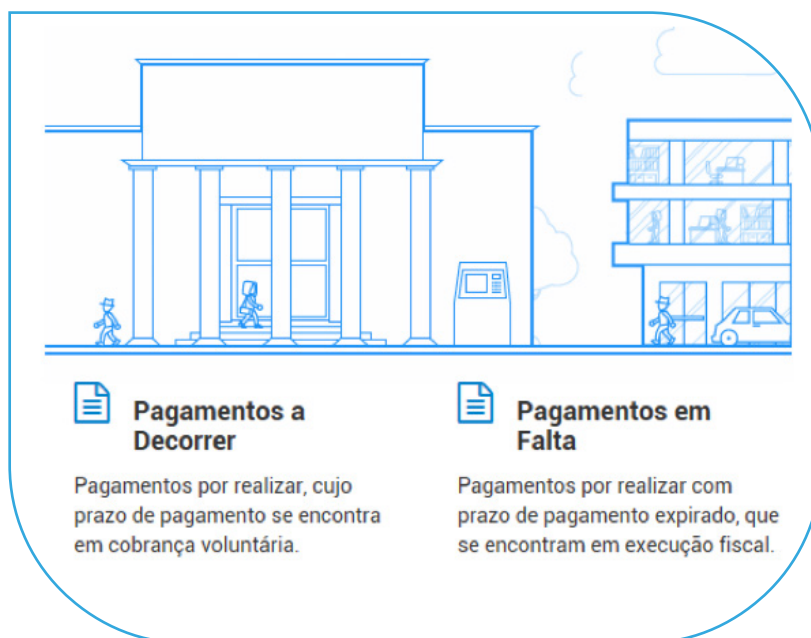 Pagamentos a
Decorrer
Pagamentos por realizar, cujo
prazo de pagamento se encontra
em cobrança voluntária.
Pagamentos em
Falta
Pagamentos por realizar com
prazo de pagamento expirado, que
se encontram em execução fiscal.